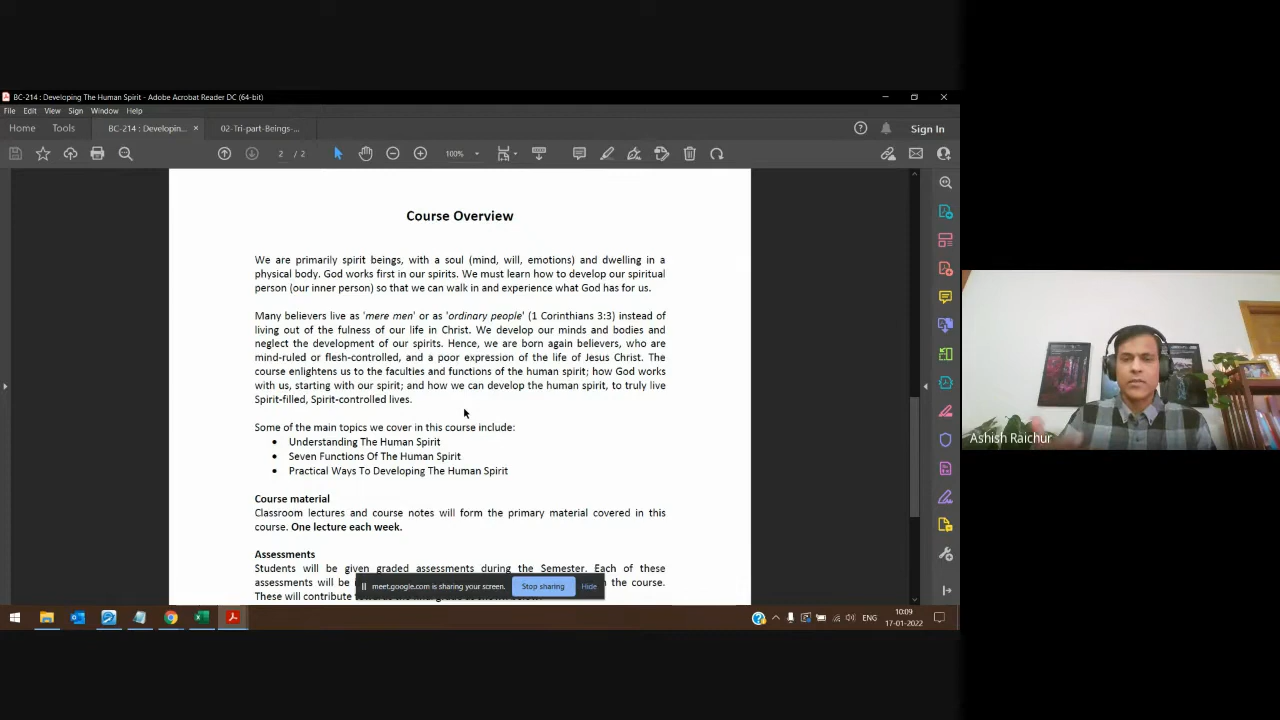 BC-214 : Developing The Human Spirit - Adobe Acrobat Reader DC (64-bit)
File Edit View Sign Window Help
Home Tools BC-214 : Developin... × 02-Tri-part-Beings-... Sign In
2 / 2 100%
Course Overview
We are primarily spirit beings, with a soul (mind, will, emotions) and dwelling in a
physical body. God works first in our spirits. We must learn how to develop our spiritual
person (our inner person) so that we can walk in and experience what God has for us.
Many believers live as 'mere men' or as 'ordinary people' (1 Corinthians 3:3) instead of
living out of the fulness of our life in Christ. We develop our minds and bodies and
neglect the development of our spirits. Hence, we are born again believers, who are
mind-ruled or flesh-controlled, and a poor expression of the life of Jesus Christ. The
course enlightens us to the faculties and functions of the human spirit; how God works
with us, starting with our spirit; and how we can develop the human spirit, to truly live
Spirit-filled, Spirit-controlled lives.
Some of the main topics we cover in this course include:
• Understanding The Human Spirit
• Seven Functions Of The Human Spirit
• Practical Ways To Developing The Human Spirit
Course material
Classroom lectures and course notes will form the primary material covered in this
course. One lecture each week.
Assessments
Students will be given graded assessments during the Semester. Each of these
assessments will be the course.
These will contribute
meet.google.com is sharing your screen. Stop sharing Hide
Ashish Raichur
ENG 10:09
17-01-2022